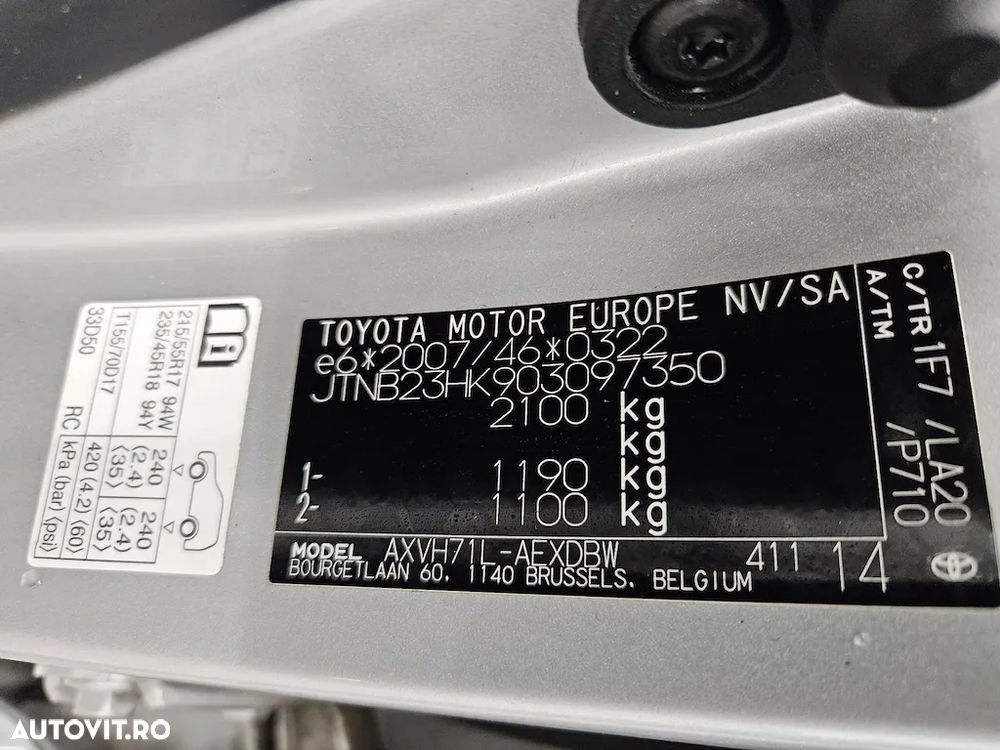 215/55R17 94W 240 240
235/45R18 94Y (2.4) (2.4)
⟨35⟩ ⟨35⟩
T155/70D17 420 (4.2) ⟨60⟩
33D50 RC kPa (bar) ⟨psi⟩
TOYOTA MOTOR EUROPE NV/SA
e6*2007/46*0322
JTNB23HK903097350
2100 kg
kg
1- 1190 kg
2- 1100 kg
C/TR 1F7 /LA20
A/TM /P710
MODEL AXVH71L-AEXDBW 411 14
BOURGETLAAN 60, 1140 BRUSSELS, BELGIUM
AUTOVIT.RO